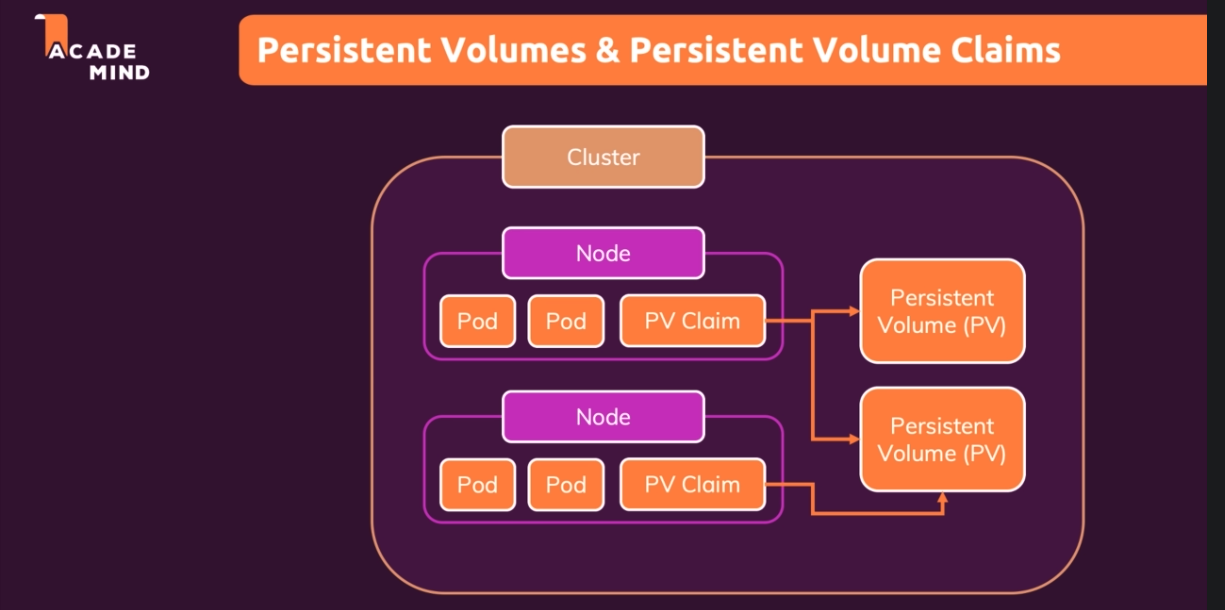 ACADE
MIND
Persistent Volumes & Persistent Volume Claims
Cluster
Node
Pod
Pod
PV Claim
Persistent
Volume (PV)
Node
Pod
Pod
PV Claim
Persistent
Volume (PV)